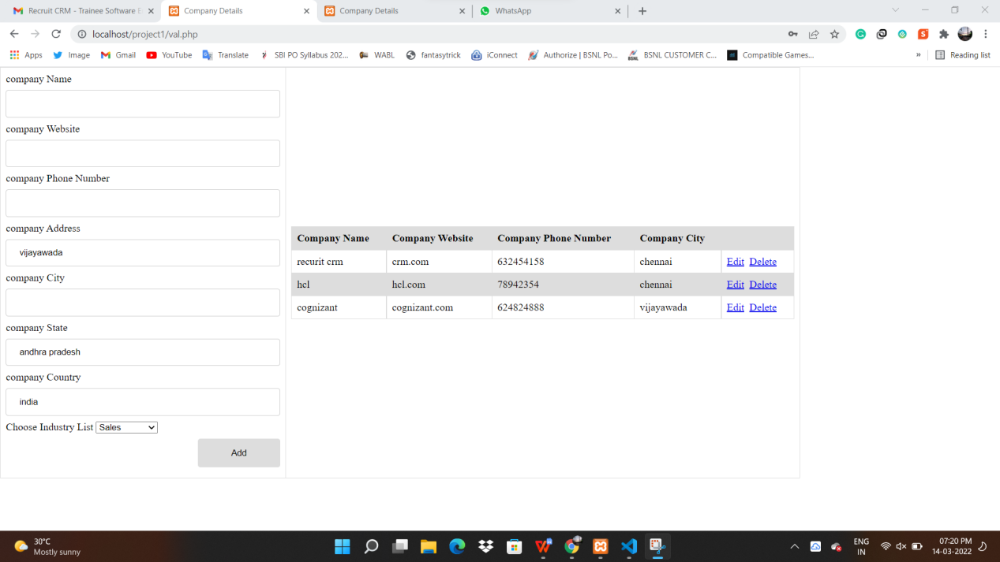 Recruit CRM - Trainee Software E
Company Details
Company Details
WhatsApp
localhost/project1/val.php
Apps
Image
Gmail
YouTube
Translate
SBI PO Syllabus 202...
WABL
fantasytrick
iConnect
Authorize | BSNL Po...
BSNL CUSTOMER C...
Compatible Games...
»
Reading list
company Name
company Website
company Phone Number
company Address
vijayawada
company City
company State
andhra pradesh
company Country
india
Choose Industry List Sales
Add
Company Name Company Website Company Phone Number Company City
recurit crm crm.com 632454158 chennai Edit Delete
hcl hcl.com 78942354 chennai Edit Delete
cognizant cognizant.com 624824888 vijayawada Edit Delete
30°C
Mostly sunny
ENG
IN
07:20 PM
14-03-2022